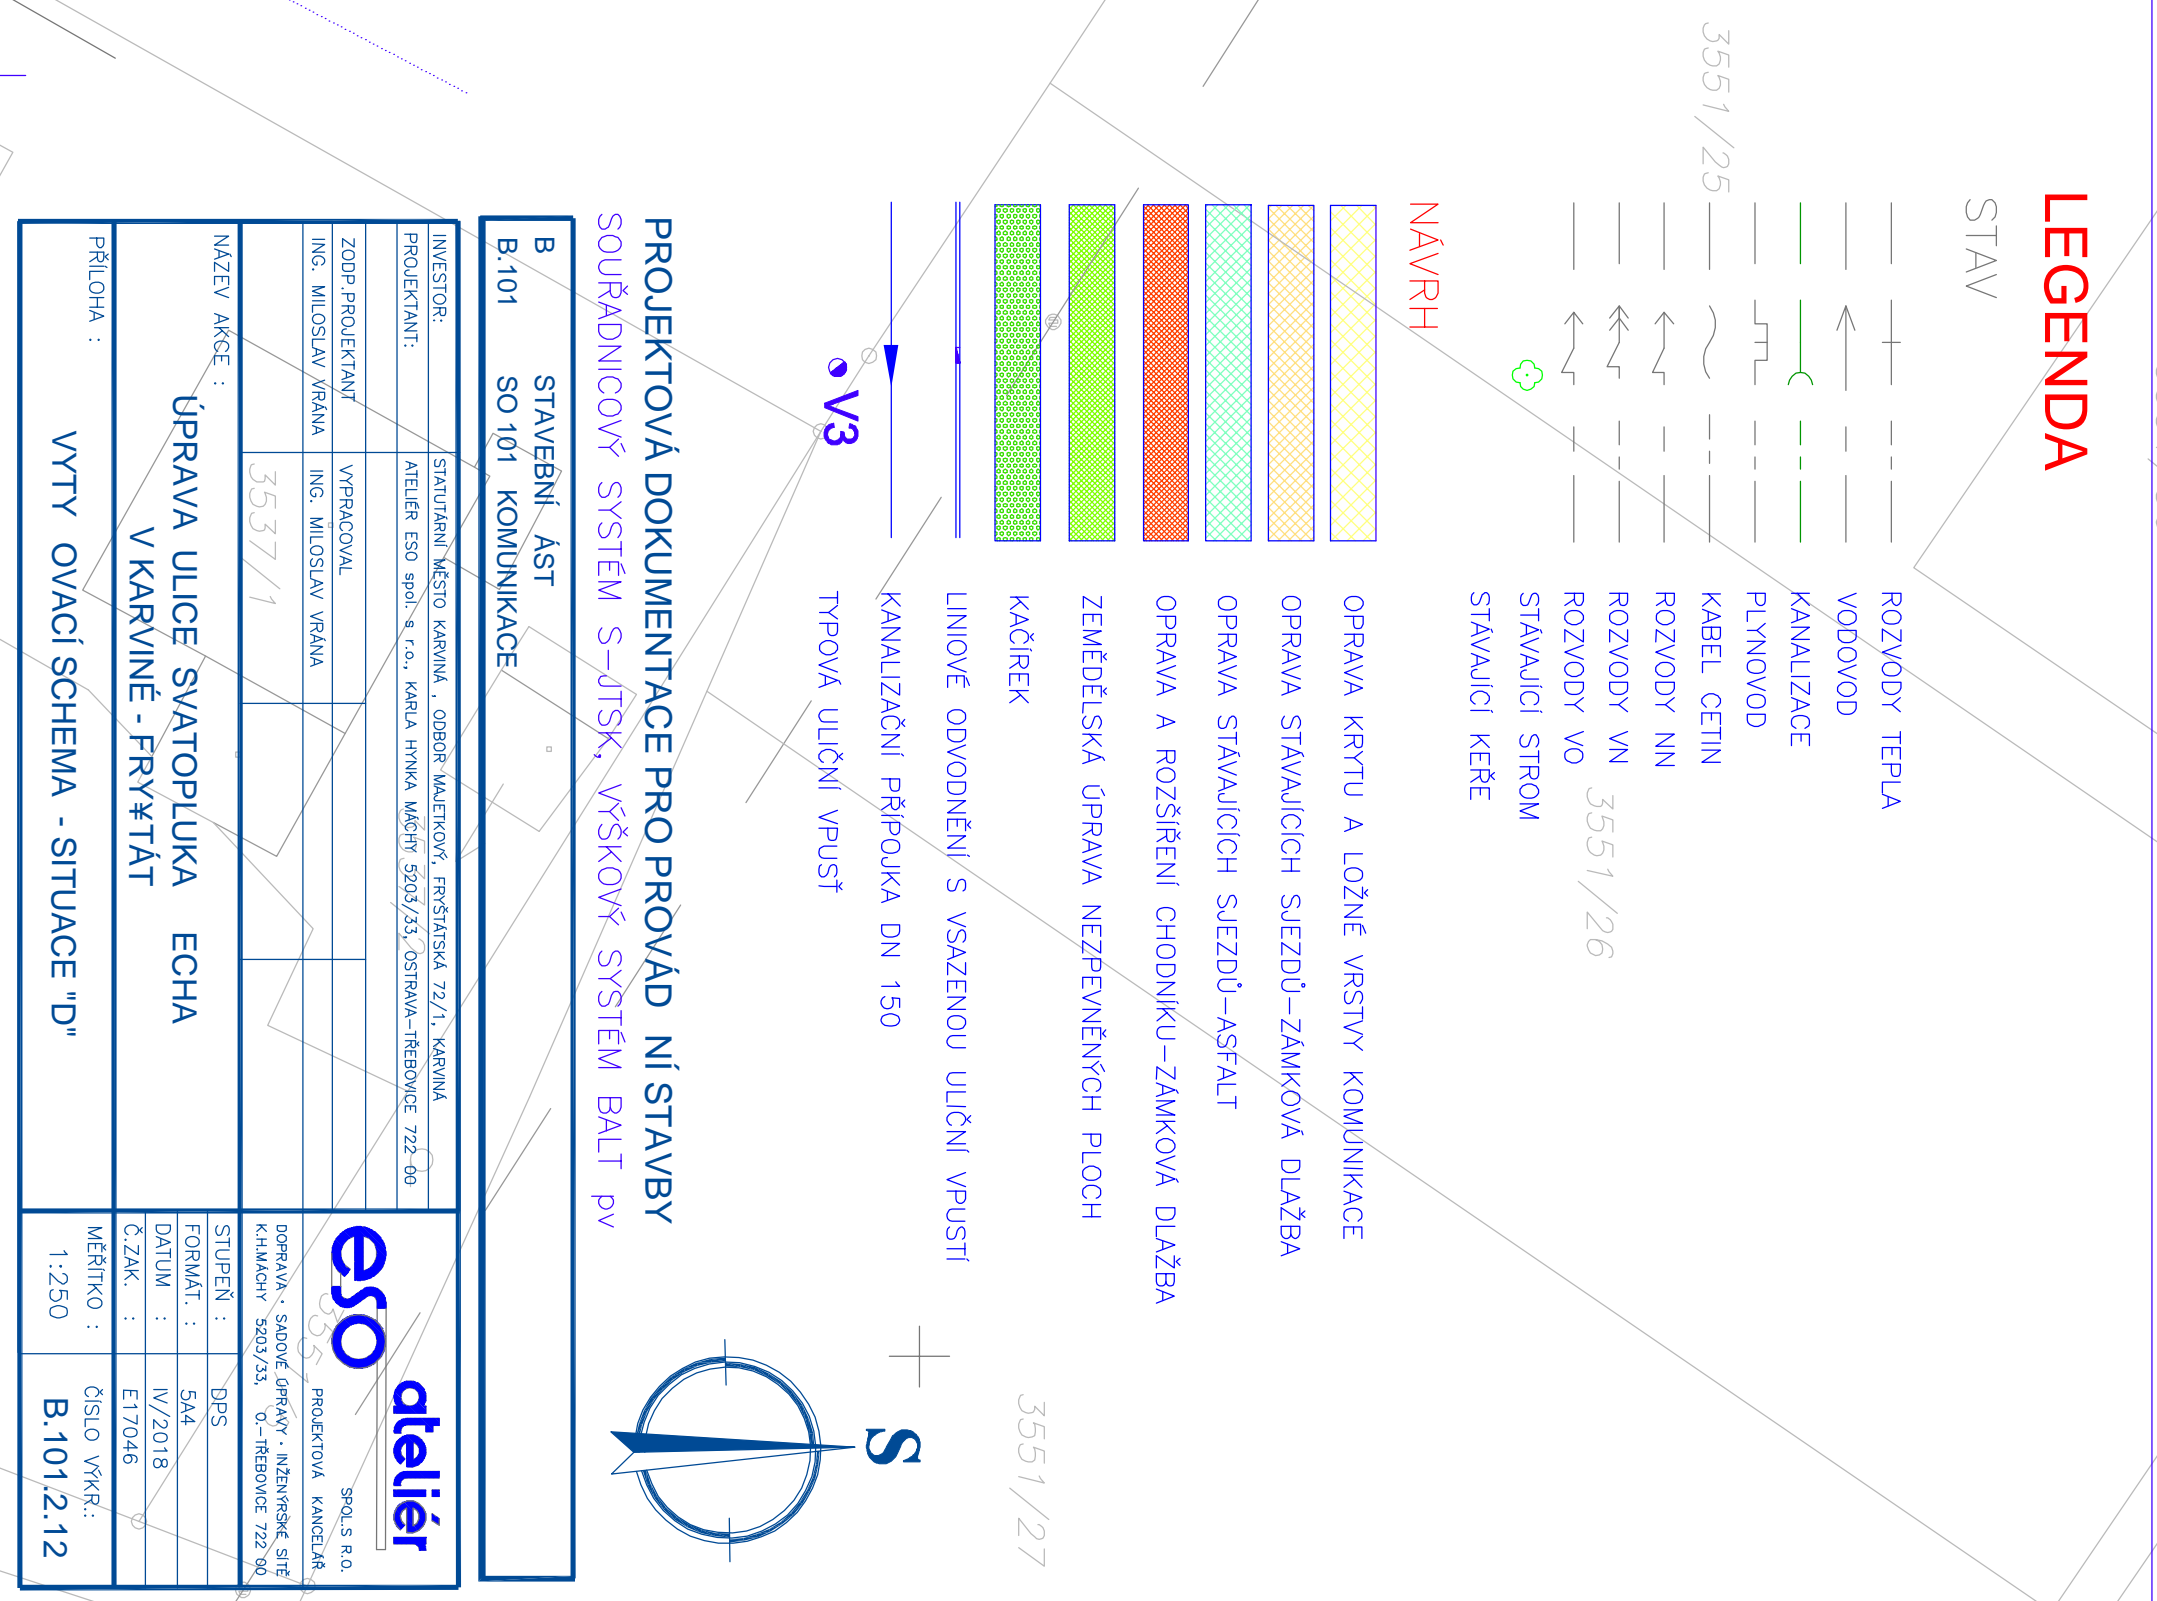 LEGENDA
STAV
ROZVODY TEPLA
VODOVOD
KANALIZACE
PLYNOVOD
KABEL CETIN
ROZVODY NN
ROZVODY VN
ROZVODY VO
STÁVAJÍCÍ STROM
STÁVAJÍCÍ KEŘE
NÁVRH
OPRAVA KRYTU A LOŽNÉ VRSTVY KOMUNIKACE
OPRAVA STÁVAJÍCÍCH SJEZDŮ-ZÁMKOVÁ DLAŽBA
OPRAVA STÁVAJÍCÍCH SJEZDŮ-ASFALT
OPRAVA A ROZŠÍŘENÍ CHODNÍKU-ZÁMKOVÁ DLAŽBA
ZEMĚDĚLSKÁ ÚPRAVA NEZPEVNĚNÝCH PLOCH
KAČÍREK
LINIOVÉ ODVODNĚNÍ S VSAZENOU ULIČNÍ VPUSTÍ
KANALIZAČNÍ PŘÍPOJKA DN 150
V3 TYPOVÁ ULIČNÍ VPUSŤ
3551/25
3551/26
3551/27
S
PROJEKTOVÁ DOKUMENTACE PRO PROVÁD NÍ STAVBY
SOUŘADNICOVÝ SYSTÉM S-JTSK, VÝŠKOVÝ SYSTÉM BALT pv
B STAVEBNÍ ÁST
B.101 SO 101 KOMUNIKACE
INVESTOR: STATUTÁRNÍ MĚSTO KARVINÁ , ODBOR MAJETKOVÝ, FRYŠTÁTSKÁ 72/1, KARVINÁ
PROJEKTANT: ATELIÉR ESO spol. s r.o., KARLA HYNKA MÁCHY 5203/33, OSTRAVA-TŘEBOVICE 722 00
ZODP.PROJEKTANT VYPRACOVAL
ING. MILOSLAV VRÁNA ING. MILOSLAV VRÁNA
3537/1
3537/2
eso ateliér
SPOL.S R.O.
PROJEKTOVÁ KANCELÁŘ
DOPRAVA • SADOVÉ ÚPRAVY • INŽENÝRSKÉ SÍTĚ
K.H.MÁCHY 5203/33, O.-TŘEBOVICE 722 00
NÁZEV AKCE :
ÚPRAVA ULICE SVATOPLUKA ECHA
V KARVINÉ - FRY¥TÁT
STUPEŇ : DPS
FORMÁT. : 5A4
DATUM : IV/2018
Č.ZAK. : E17046
PŘÍLOHA :
VYTY OVACÍ SCHEMA - SITUACE "D"
MĚŘÍTKO :
1:250
ČÍSLO VÝKR.:
B.101.2.12